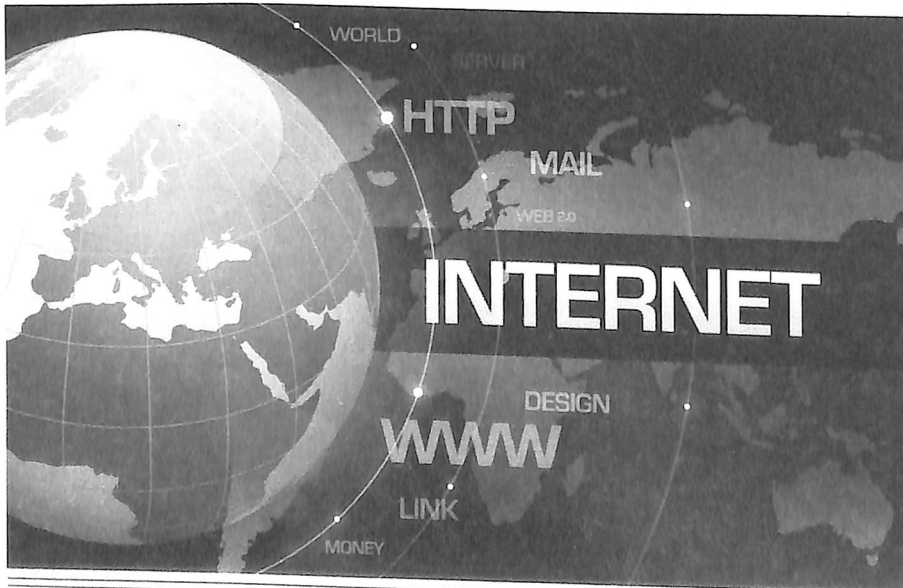 WORLD
SERVER
HTTP
MAIL
WEB 2.0
INTERNET
DESIGN
WWW
LINK
MONEY